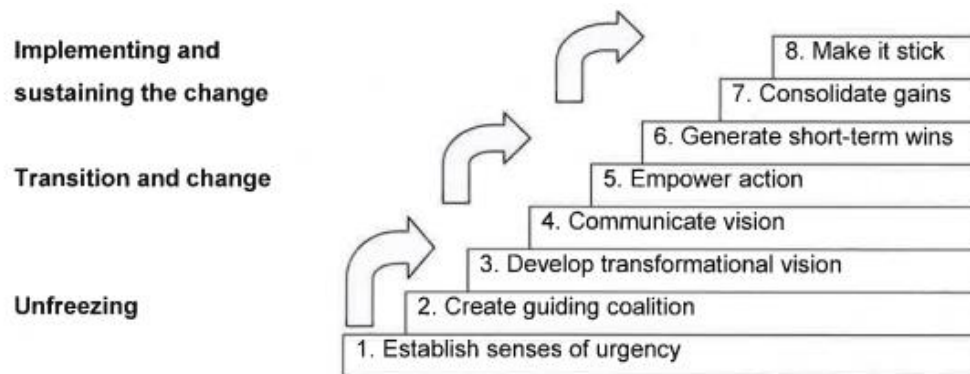 Implementing and
sustaining the change
Transition and change
Unfreezing
8. Make it stick
7. Consolidate gains
6. Generate short-term wins
5. Empower action
4. Communicate vision
3. Develop transformational vision
2. Create guiding coalition
1. Establish senses of urgency